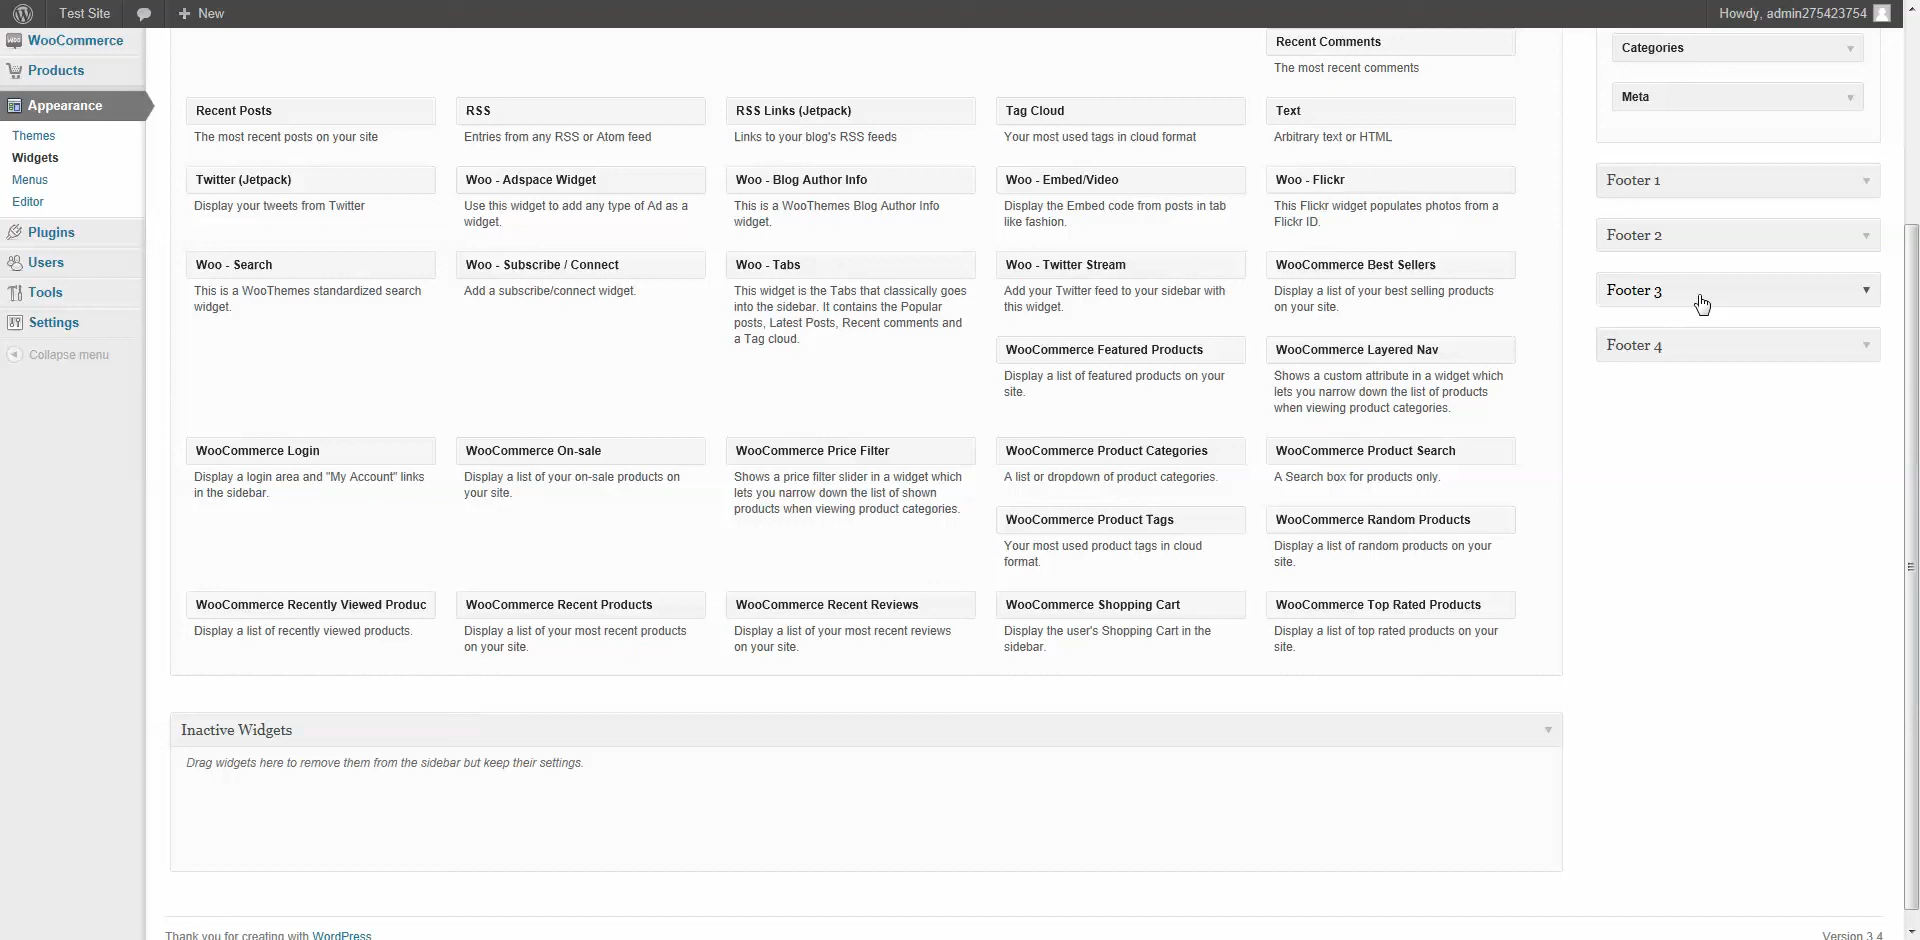 Test Site
New
Howdy, admin275423754
WooCommerce
Products
Appearance
Themes
Widgets
Menus
Editor
Plugins
Users
Tools
Settings
Collapse menu
Recent Comments
The most recent comments
Recent Posts
The most recent posts on your site
RSS
Entries from any RSS or Atom feed
RSS Links (Jetpack)
Links to your blog's RSS feeds
Tag Cloud
Your most used tags in cloud format
Text
Arbitrary text or HTML
Twitter (Jetpack)
Display your tweets from Twitter
Woo - Adspace Widget
Use this widget to add any type of Ad as a
widget.
Woo - Blog Author Info
This is a WooThemes Blog Author Info
widget.
Woo - Embed/Video
Display the Embed code from posts in tab
like fashion.
Woo - Flickr
This Flickr widget populates photos from a
Flickr ID.
Woo - Search
This is a WooThemes standardized search
widget.
Woo - Subscribe / Connect
Add a subscribe/connect widget.
Woo - Tabs
This widget is the Tabs that classically goes
into the sidebar. It contains the Popular
posts, Latest Posts, Recent comments and
a Tag cloud.
Woo - Twitter Stream
Add your Twitter feed to your sidebar with
this widget.
WooCommerce Best Sellers
Display a list of your best selling products
on your site.
WooCommerce Featured Products
Display a list of featured products on your
site.
WooCommerce Layered Nav
Shows a custom attribute in a widget which
lets you narrow down the list of products
when viewing product categories.
WooCommerce Login
Display a login area and "My Account" links
in the sidebar.
WooCommerce On-sale
Display a list of your on-sale products on
your site.
WooCommerce Price Filter
Shows a price filter slider in a widget which
lets you narrow down the list of shown
products when viewing product categories.
WooCommerce Product Categories
A list or dropdown of product categories.
WooCommerce Product Search
A Search box for products only.
WooCommerce Product Tags
Your most used product tags in cloud
format.
WooCommerce Random Products
Display a list of random products on your
site.
WooCommerce Recently Viewed Produc
Display a list of recently viewed products.
WooCommerce Recent Products
Display a list of your most recent products
on your site.
WooCommerce Recent Reviews
Display a list of your most recent reviews
on your site.
WooCommerce Shopping Cart
Display the user's Shopping Cart in the
sidebar.
WooCommerce Top Rated Products
Display a list of top rated products on your
site.
Inactive Widgets
Drag widgets here to remove them from the sidebar but keep their settings.
Categories
Meta
Footer 1
Footer 2
Footer 3
Footer 4
Thank you for creating with WordPress
Version 3.4